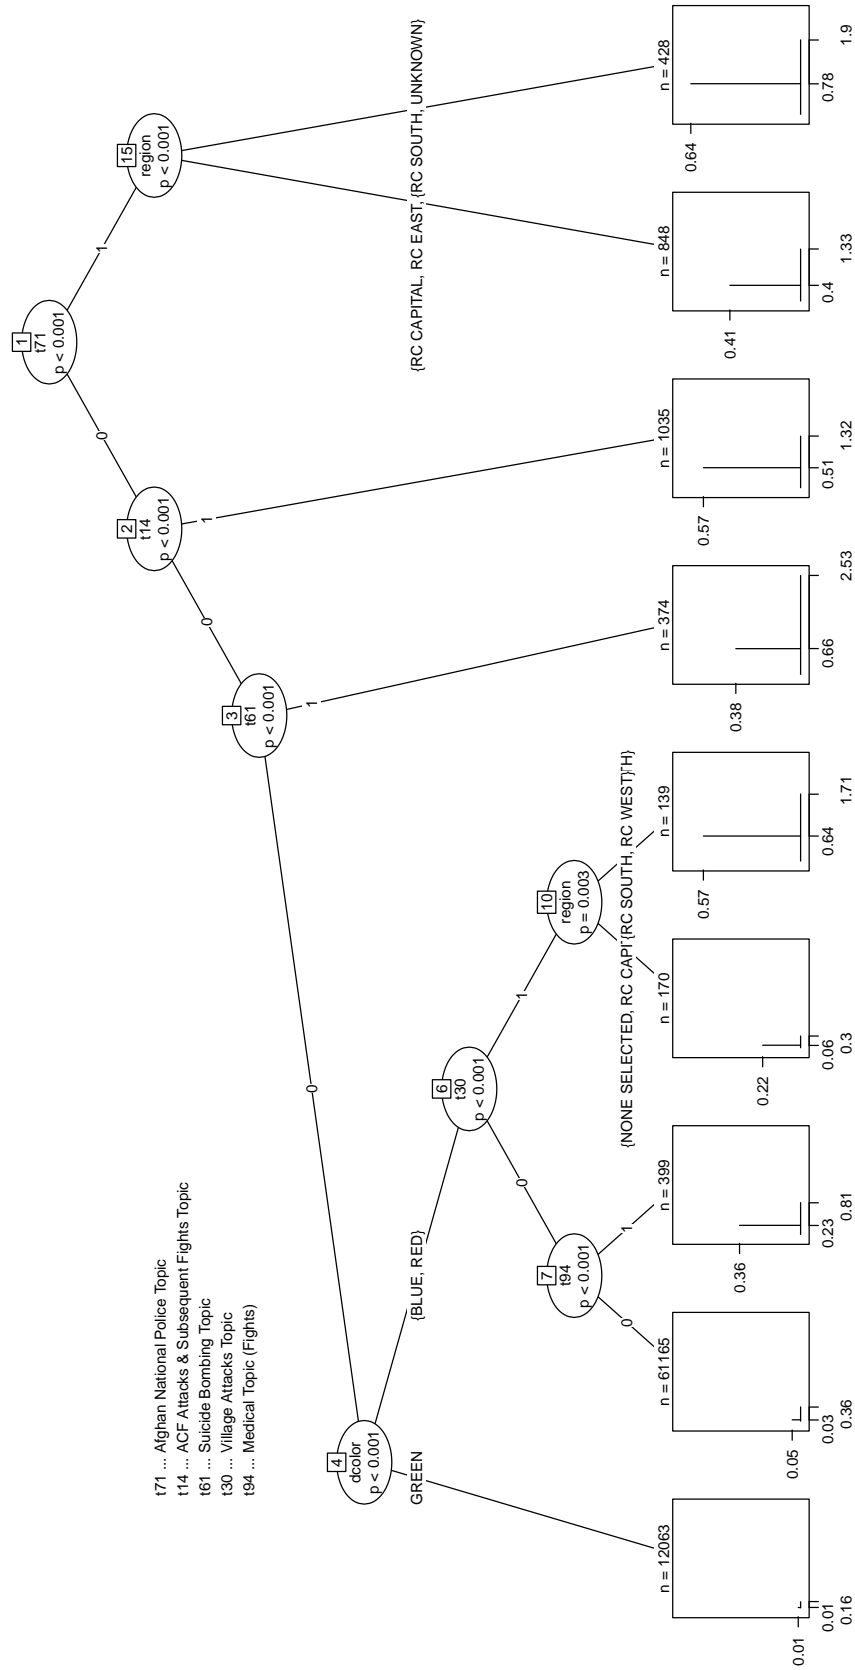 t71 ... Afghan National Police Topic
t14 ... ACF Attacks & Subsequent Fights Topic
t61 ... Suicide Bombing Topic
t30 ... Village Attacks Topic
t94 ... Medical Topic (Fights)
1
t71
p < 0.001
0
1
2
t14
p < 0.001
0
1
15
region
p < 0.001
{RC CAPITAL, RC EAST, {RC SOUTH, UNKNOWN}
3
t61
p < 0.001
0
1
4
dcolor
p < 0.001
GREEN
{BLUE, RED}
6
t30
p < 0.001
0
1
7
t94
p < 0.001
0
1
10
region
p = 0.003
{NONE SELECTED, RC CAPI {RC SOUTH, RC WEST}
n = 12063
0.01
0.01
0.16
n = 61165
0.05
0.03
0.36
n = 399
0.36
0.23
0.81
n = 170
0.22
0.06
0.3
n = 139
0.57
0.64
1.71
n = 374
0.38
0.66
2.53
n = 1035
0.57
0.51
1.32
n = 848
0.41
0.4
1.33
n = 428
0.64
0.78
1.9